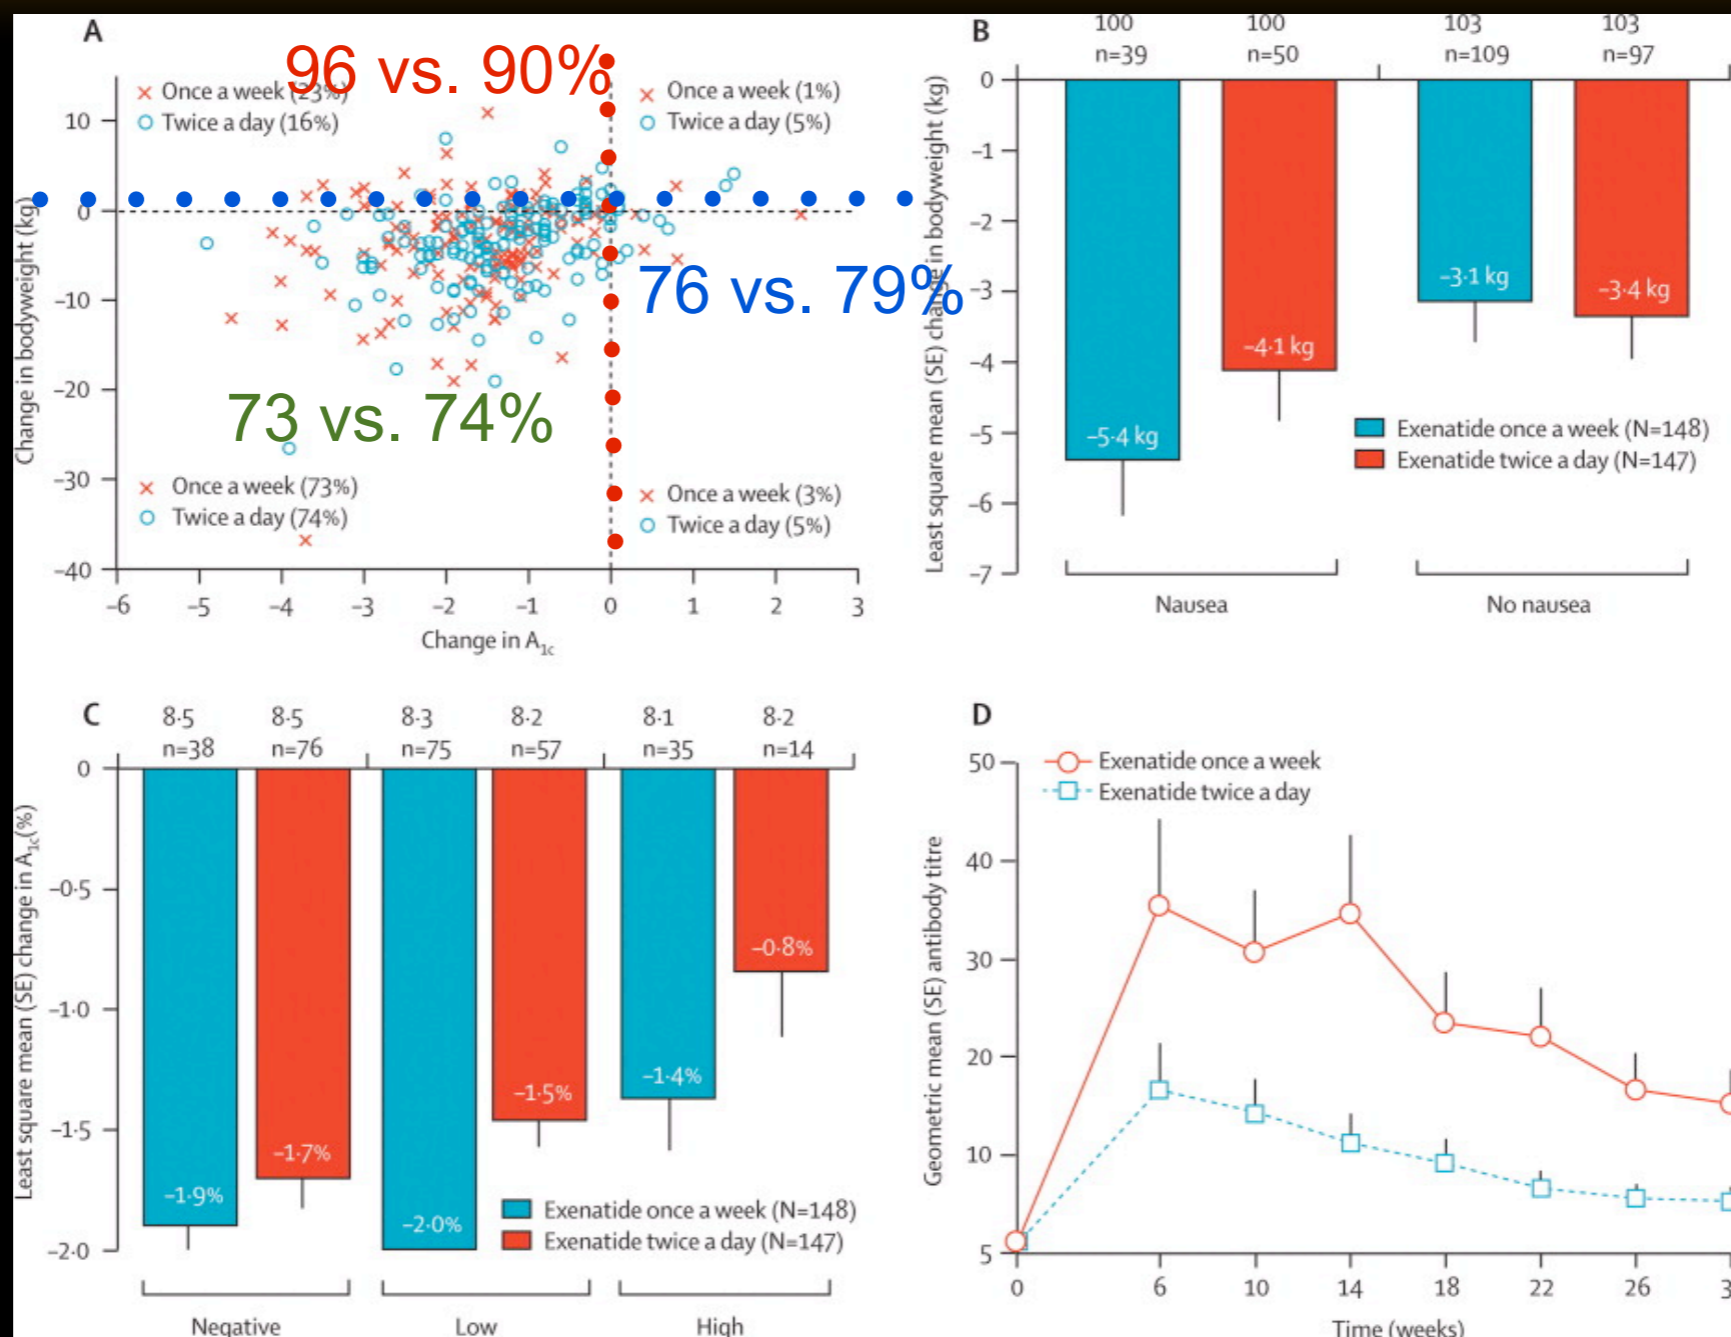 A
96 vs. 90%
× Once a week (23%)
○ Twice a day (16%)
× Once a week (1%)
○ Twice a day (5%)
Change in bodyweight (kg)
10
0
–10
–20
–30
–40
76 vs. 79%
73 vs. 74%
× Once a week (73%)
○ Twice a day (74%)
× Once a week (3%)
○ Twice a day (5%)
–6 –5 –4 –3 –2 –1 0 1 2 3
Change in A1c
B
100 100 103 103
n=39 n=50 n=109 n=97
Least square mean (SE) change in bodyweight (kg)
0
–1
–2
–3
–4
–5
–6
–7
–5·4 kg
–4·1 kg
–3·1 kg
–3·4 kg
Exenatide once a week (N=148)
Exenatide twice a day (N=147)
Nausea No nausea
C
8·5 8·5 8·3 8·2 8·1 8·2
n=38 n=76 n=75 n=57 n=35 n=14
Least square mean (SE) change in A1c(%)
0
–0·5
–1·0
–1·5
–2·0
–1·9%
–1·7%
–2·0%
–1·5%
–1·4%
–0·8%
Exenatide once a week (N=148)
Exenatide twice a day (N=147)
Negative Low High
D
Exenatide once a week
Exenatide twice a day
Geometric mean (SE) antibody titre
50
40
30
20
10
5
0 6 10 14 18 22 26 3
Time (weeks)